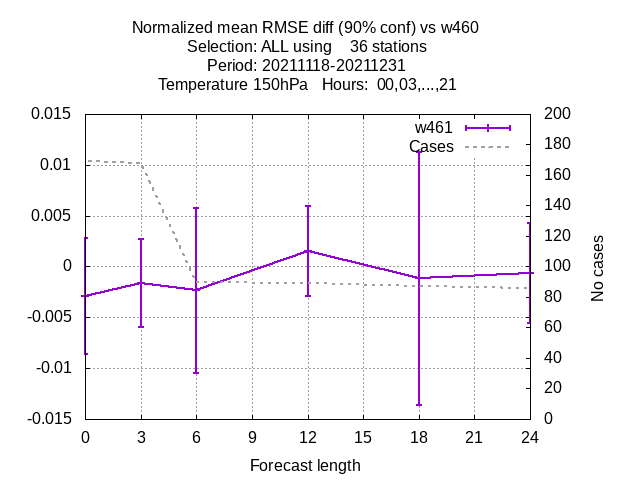 Normalized mean RMSE diff (90% conf) vs w460
Selection: ALL using    36 stations
Period: 20211118-20211231
Temperature 150hPa   Hours:  00,03,...,21
w461
Cases
0.015
0.01
0.005
0
-0.005
-0.01
-0.015
200
180
160
140
120
100
80
60
40
20
0
No cases
0 3 6 9 12 15 18 21 24
Forecast length